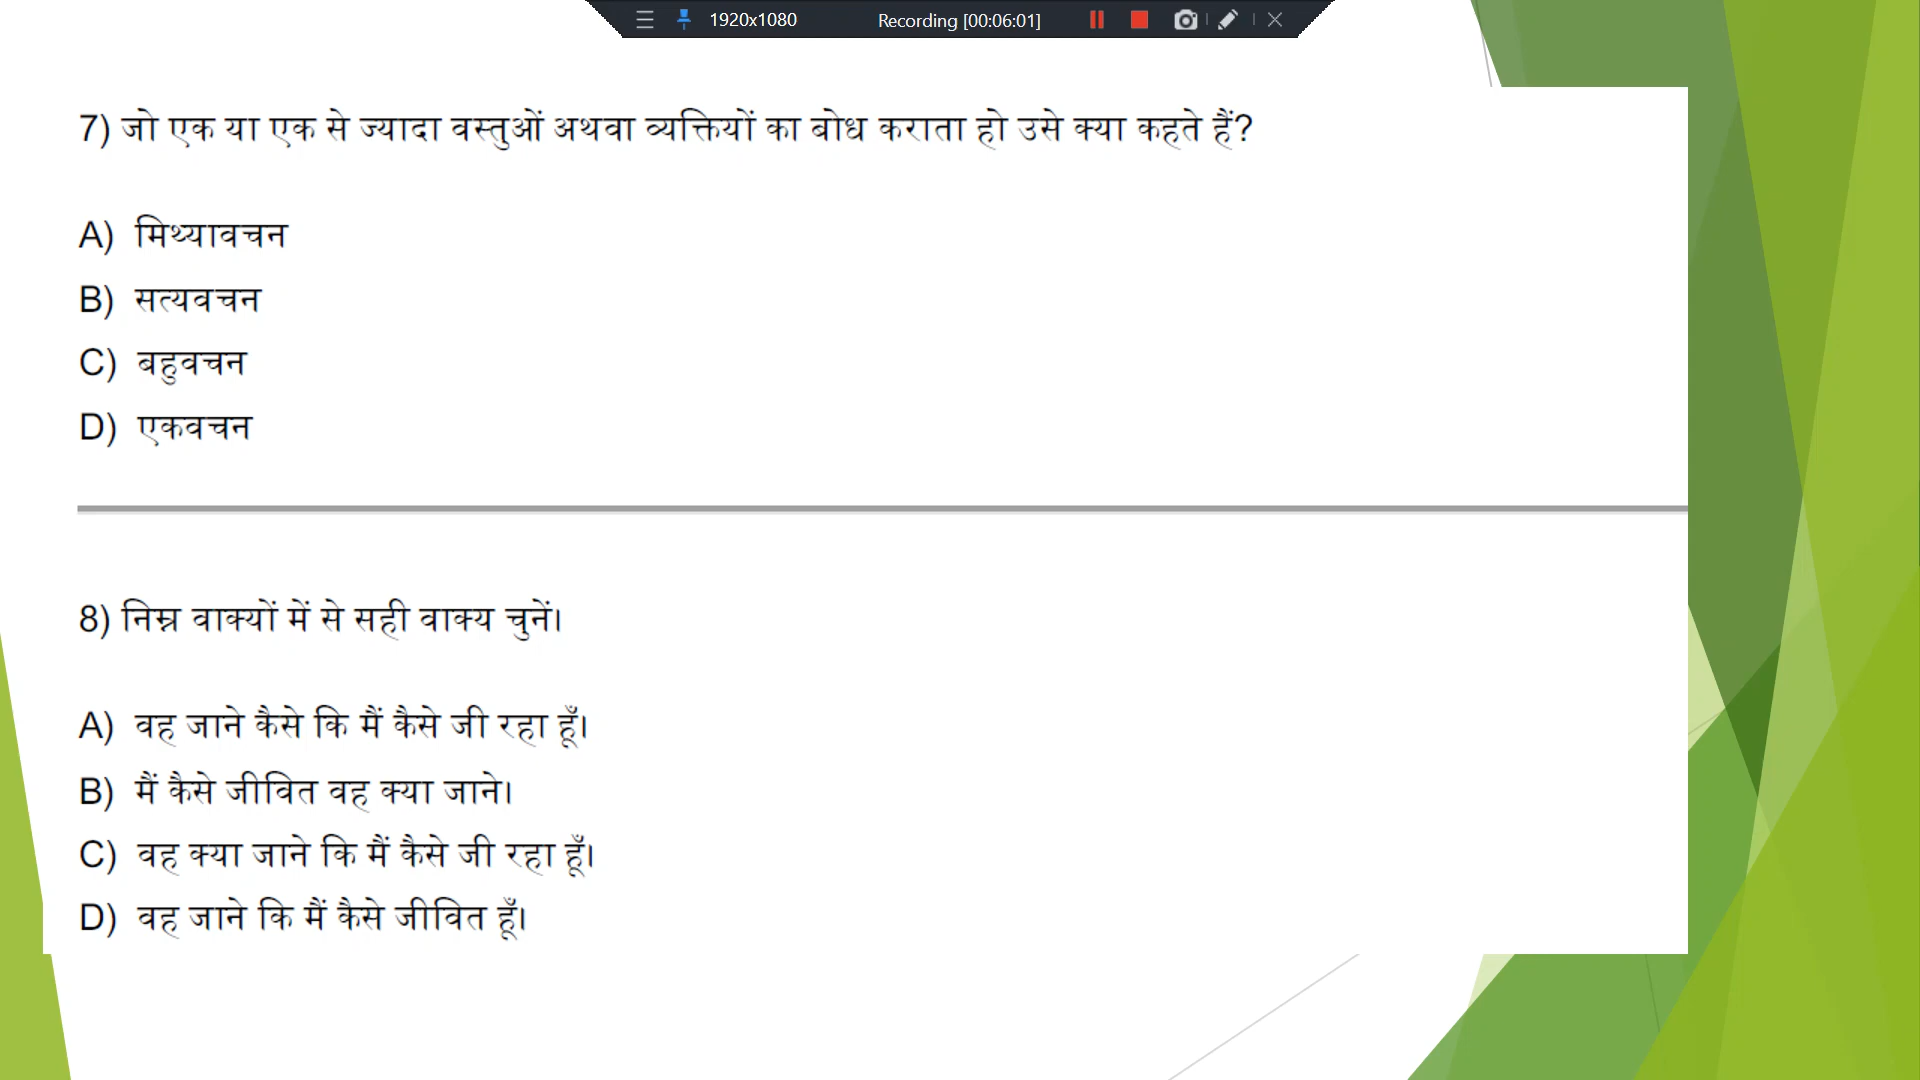 1920x1080 Recording [00:06:01]
7) जो एक या एक से ज्यादा वस्तुओं अथवा व्यक्तियों का बोध कराता हो उसे क्या कहते हैं?
A) मिथ्यावचन
B) सत्यवचन
C) बहुवचन
D) एकवचन
8) निम्न वाक्यों में से सही वाक्य चुनें।
A) वह जाने कैसे कि मैं कैसे जी रहा हूँ।
B) मैं कैसे जीवित वह क्या जाने।
C) वह क्या जाने कि मैं कैसे जी रहा हूँ।
D) वह जाने कि मैं कैसे जीवित हूँ।